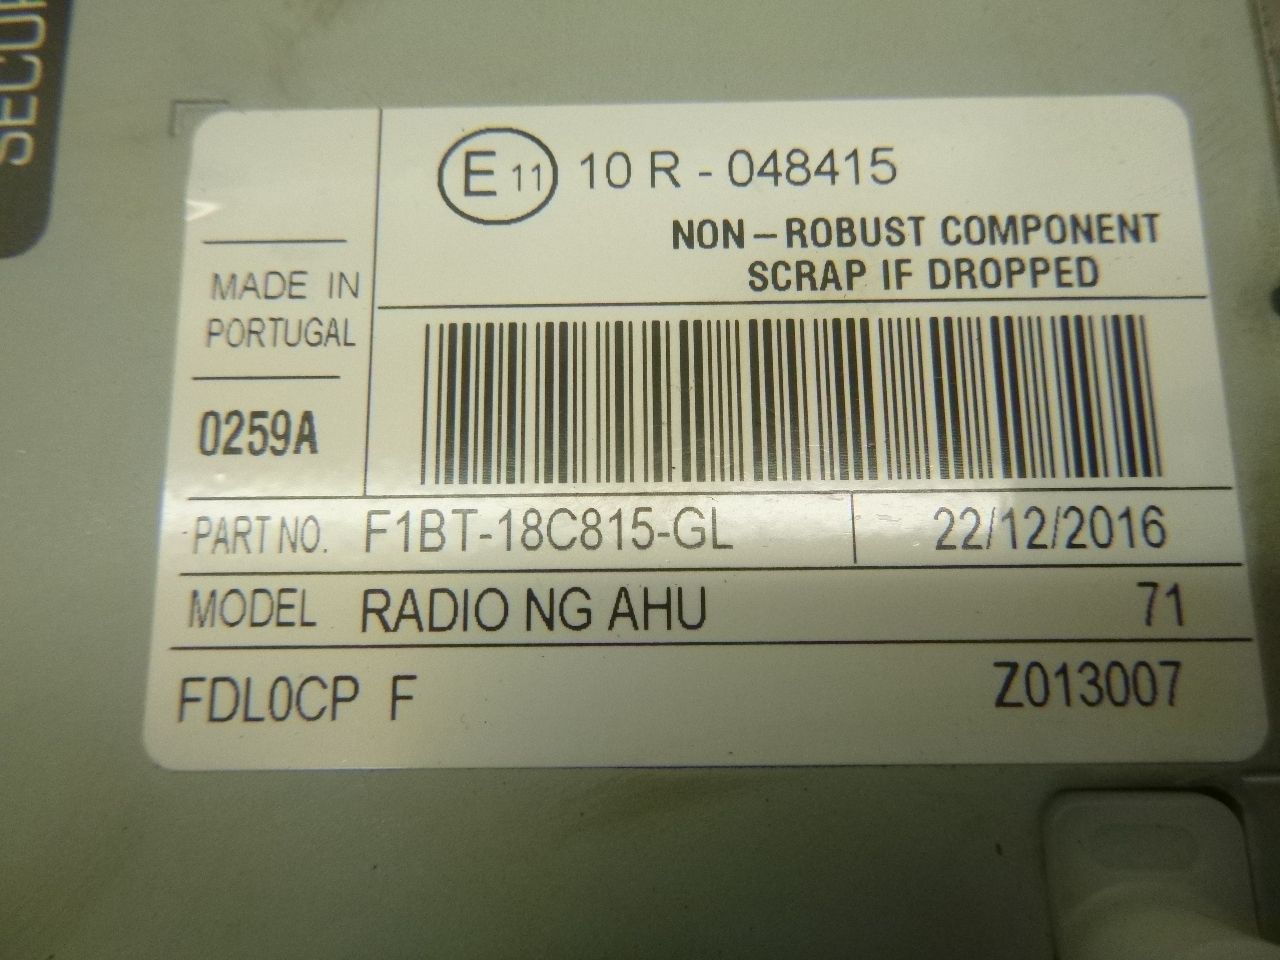 SECUR
E 11 10 R - 048415
NON-ROBUST COMPONENT
SCRAP IF DROPPED
MADE IN
PORTUGAL
0259A
PART NO. F1BT-18C815-GL 22/12/2016
MODEL RADIO NG AHU 71
FDL0CP F Z013007